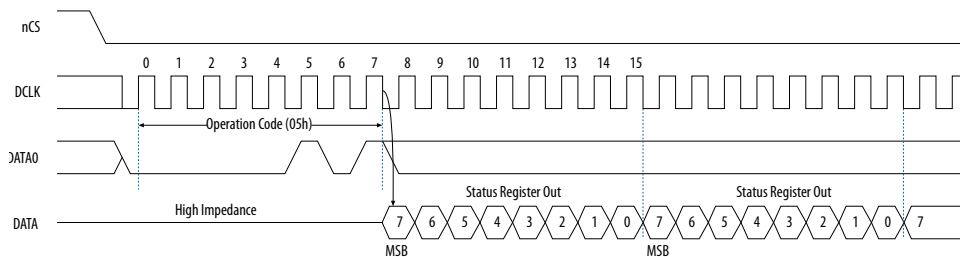 nCS
0 1 2 3 4 5 6 7 8 9 10 11 12 13 14 15
DCLK
Operation Code (05h)
DATA0
Status Register Out Status Register Out
High Impedance
DATA 7 6 5 4 3 2 1 0 7 6 5 4 3 2 1 0 7
MSB MSB